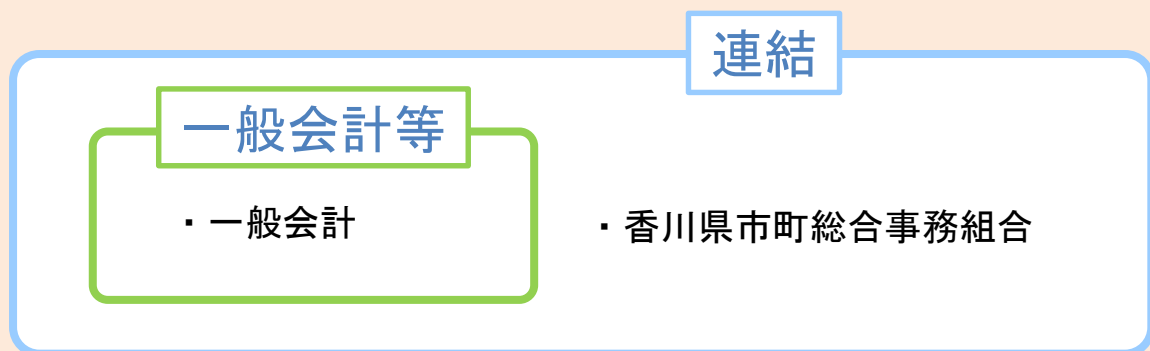 連結
一般会計等
・一般会計
・香川県市町総合事務組合